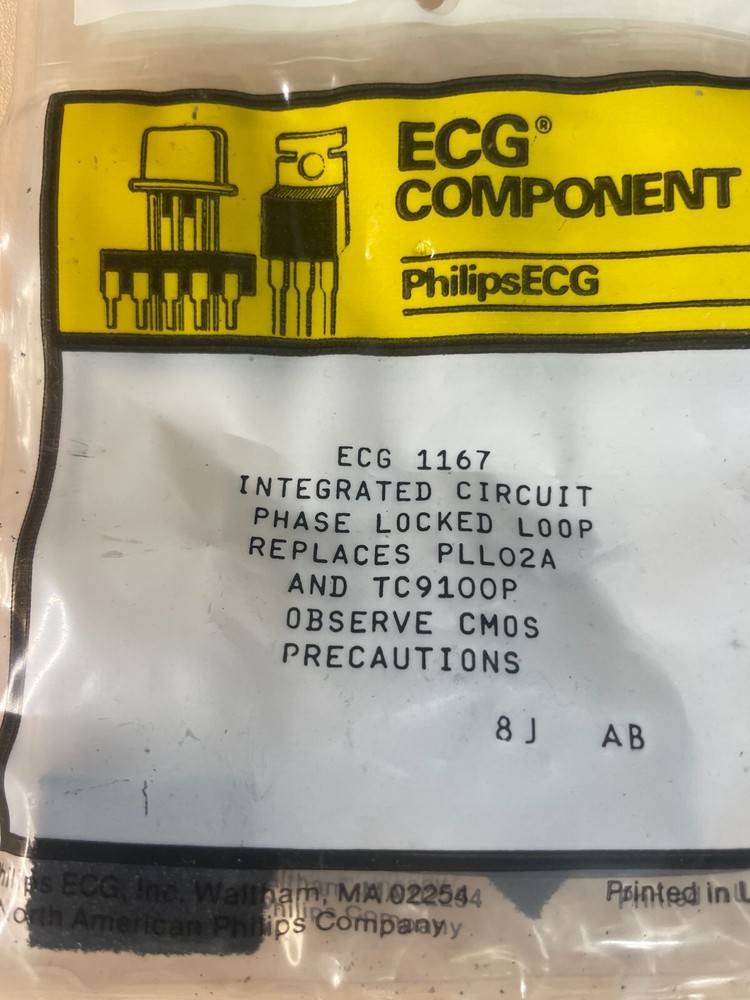 ECG®
COMPONENT
PhilipsECG
ECG 1167
INTEGRATED CIRCUIT
PHASE LOCKED LOOP
REPLACES PLL02A
AND TC9100P
OBSERVE CMOS
PRECAUTIONS
8J AB
ECG, Inc. Waltham, MA 02254
Printed in
North American Philips Company